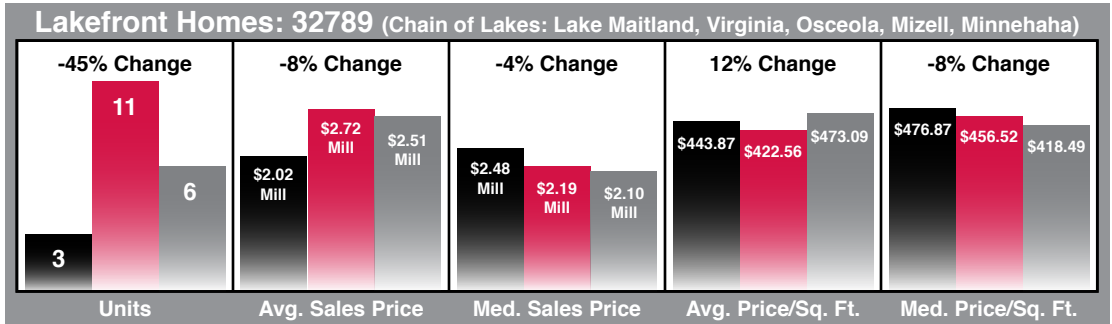 Lakefront Homes: 32789 (Chain of Lakes: Lake Maitland, Virginia, Osceola, Mizell, Minnehaha)
-45% Change
3
11
6
Units
-8% Change
$2.02
Mill
$2.72
Mill
$2.51
Mill
Avg. Sales Price
-4% Change
$2.48
Mill
$2.19
Mill
$2.10
Mill
Med. Sales Price
12% Change
$443.87
$422.56
$473.09
Avg. Price/Sq. Ft.
-8% Change
$476.87
$456.52
$418.49
Med. Price/Sq. Ft.